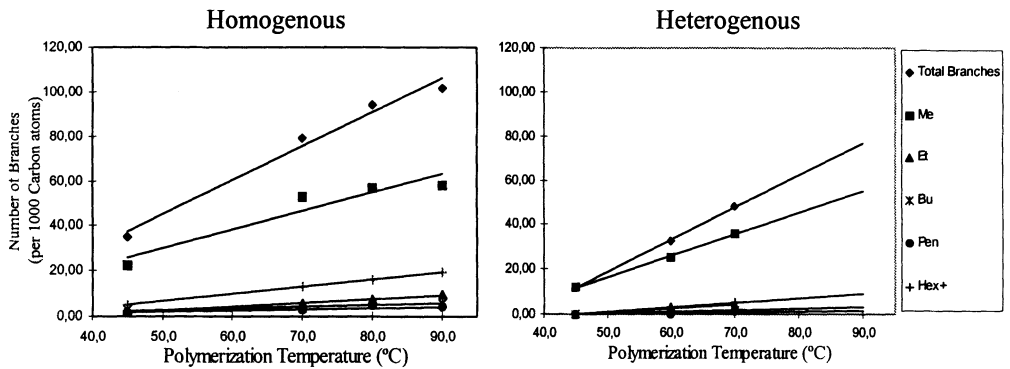 Homogenous
Heterogenous
Number of Branches
(per 1000 Carbon atoms)
120,00
100,00
80,00
60,00
40,00
20,00
0,00
40,0 50,0 60,0 70,0 80,0 90,0
Polymerization Temperature (ºC)
120,00
100,00
80,00
60,00
40,00
20,00
0,00
40,0 50,0 60,0 70,0 80,0 90,0
Polymerization Temperature (ºC)
Total Branches
Me
Et
Bu
Pen
Hex+